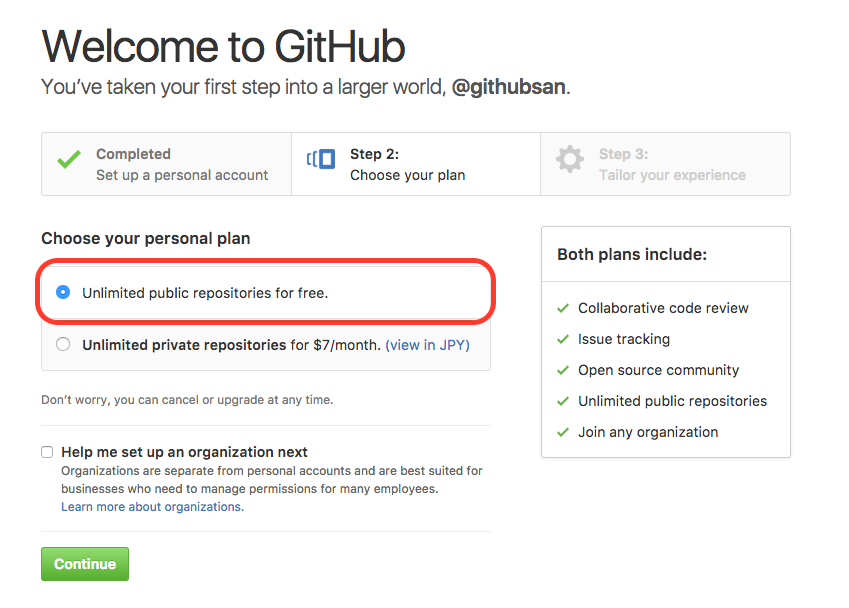 Welcome to GitHub
You’ve taken your first step into a larger world, @githubsan.
Completed
Set up a personal account
Step 2:
Choose your plan
Step 3:
Tailor your experience
Choose your personal plan
Unlimited public repositories for free.
Unlimited private repositories for $7/month. (view in JPY)
Don’t worry, you can cancel or upgrade at any time.
Help me set up an organization next
Organizations are separate from personal accounts and are best suited for
businesses who need to manage permissions for many employees.
Learn more about organizations.
Continue
Both plans include:
Collaborative code review
Issue tracking
Open source community
Unlimited public repositories
Join any organization